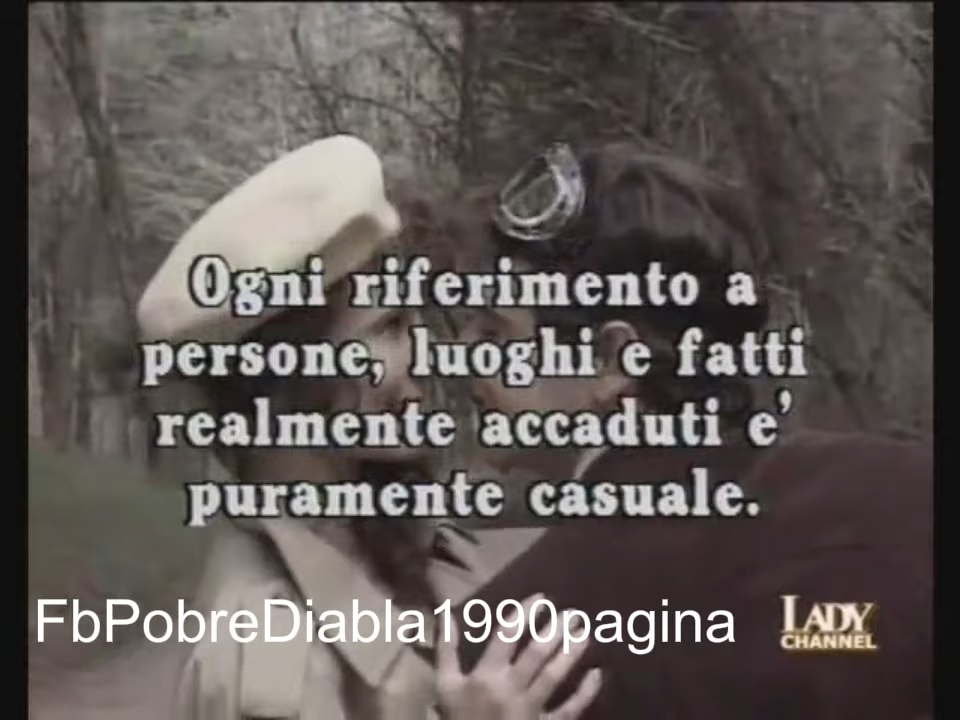 Ogni riferimento a
persone, luoghi e fatti
realmente accaduti e'
puramente casuale.
FbPobreDiabla1990pagina
LADY
CHANNEL